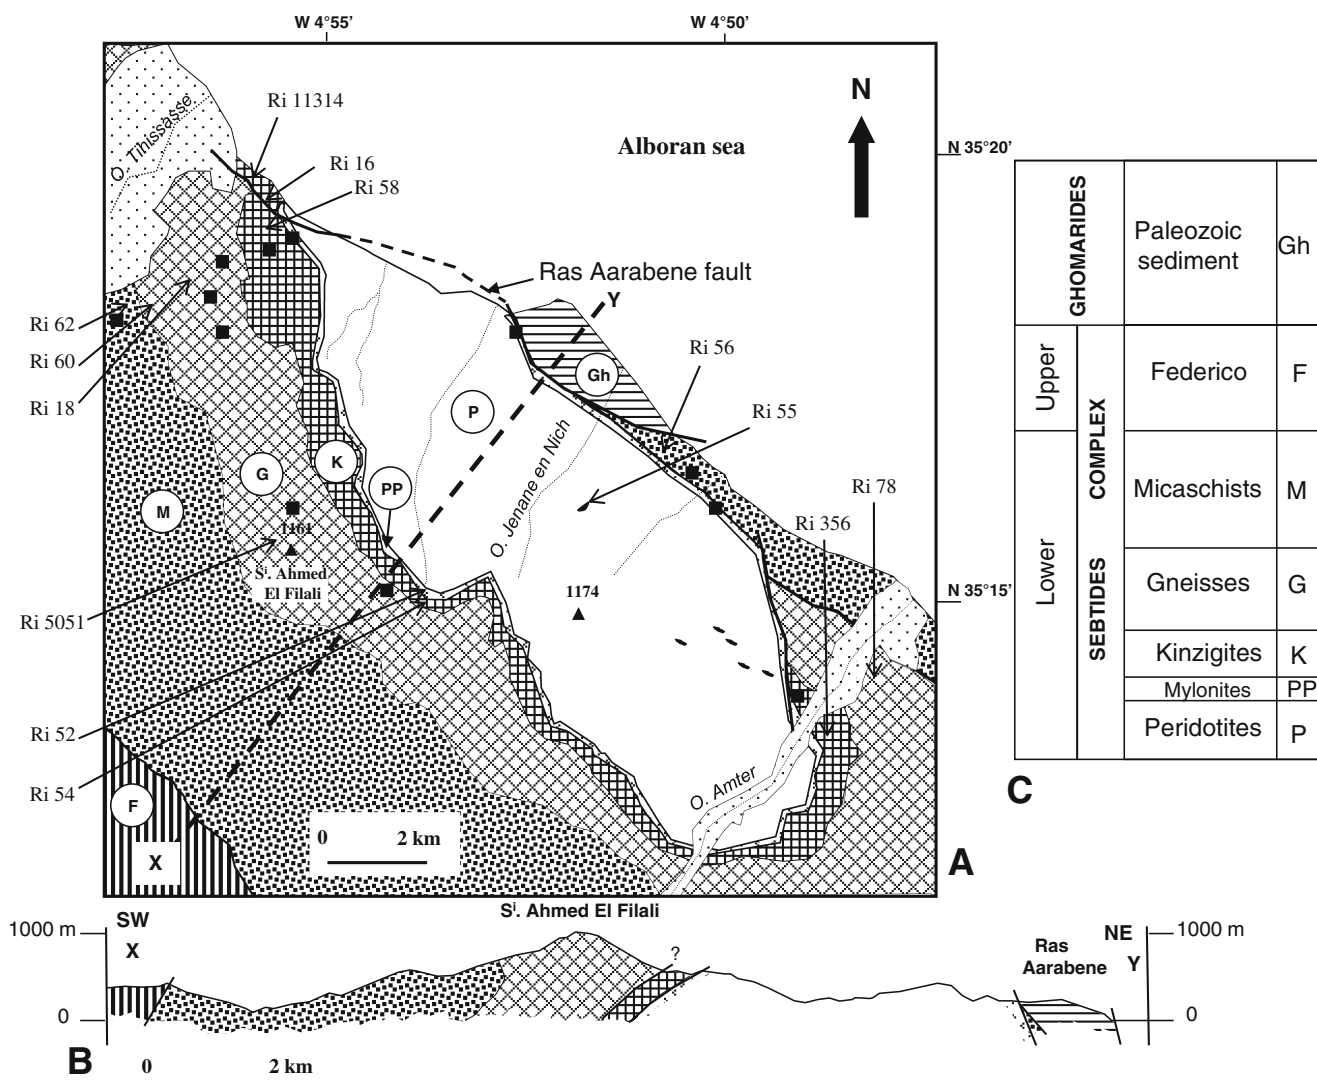 W 4°55’
W 4°50’
Ri 11314
N
O. Tihissasse
Alboran sea
N 35°20’
Ri 16
Ri 58
Ras Aarabene fault
Y
Ri 62
Ri 60
Ri 18
Gh
Ri 56
P
Ri 55
G
K
PP
M
O. Jenane en Nich
Ri 78
Ri 356
1161
Sⁱ. Ahmed
El Filali
1174
N 35°15’
Ri 5051
Ri 52
Ri 54
O. Amter
F
X
0 2 km
A
GHOMARIDES
Paleozoic
sediment
Gh
Upper
Lower
SEBTIDES COMPLEX
Federico
F
Micaschists
M
Gneisses
G
Kinzigites
K
Mylonites
PP
Peridotites
P
C
Sⁱ. Ahmed El Filali
1000 m
SW
X
?
Ras
Aarabene
NE
Y
1000 m
0
0
B
0 2 km